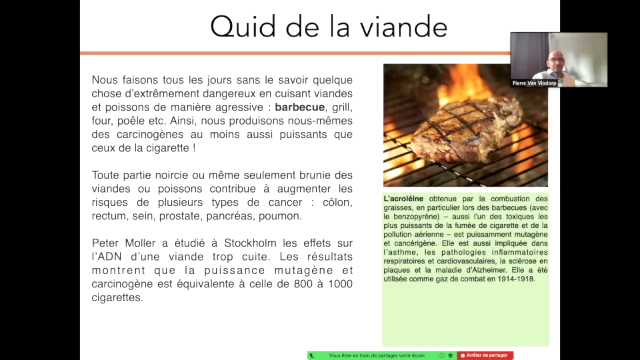 Quid de la viande
Nous faisons tous les jours sans le savoir quelque
chose d'extrêmement dangereux en cuisant viandes
et poissons de manière agressive : barbecue, grill,
four, poêle etc. Ainsi, nous produisons nous-mêmes
des carcinogènes au moins aussi puissants que
ceux de la cigarette !
Toute partie noircie ou même seulement brunie des
viandes ou poissons contribue à augmenter les
risques de plusieurs types de cancer : côlon,
rectum, sein, prostate, pancréas, poumon.
Peter Moller a étudié à Stockholm les effets sur
l'ADN d'une viande trop cuite. Les résultats
montrent que la puissance mutagène et
carcinogène est équivalente à celle de 800 à 1000
cigarettes.
Pierre Van Vlodorp
L'acroléine obtenue par la combustion des
graisses, en particulier lors des barbecues (avec
le benzopyrène) – aussi l'un des toxiques les
plus puissants de la fumée de cigarette et de la
pollution aérienne – est puissamment mutagène
et cancérigène. Elle est aussi impliquée dans
l'asthme, les pathologies inflammatoires
respiratoires et cardiovasculaires, la sclérose en
plaques et la maladie d'Alzheimer. Elle a été
utilisée comme gaz de combat en 1914-1918.
Vous êtes en train de partager votre écran
Arrêter de partager